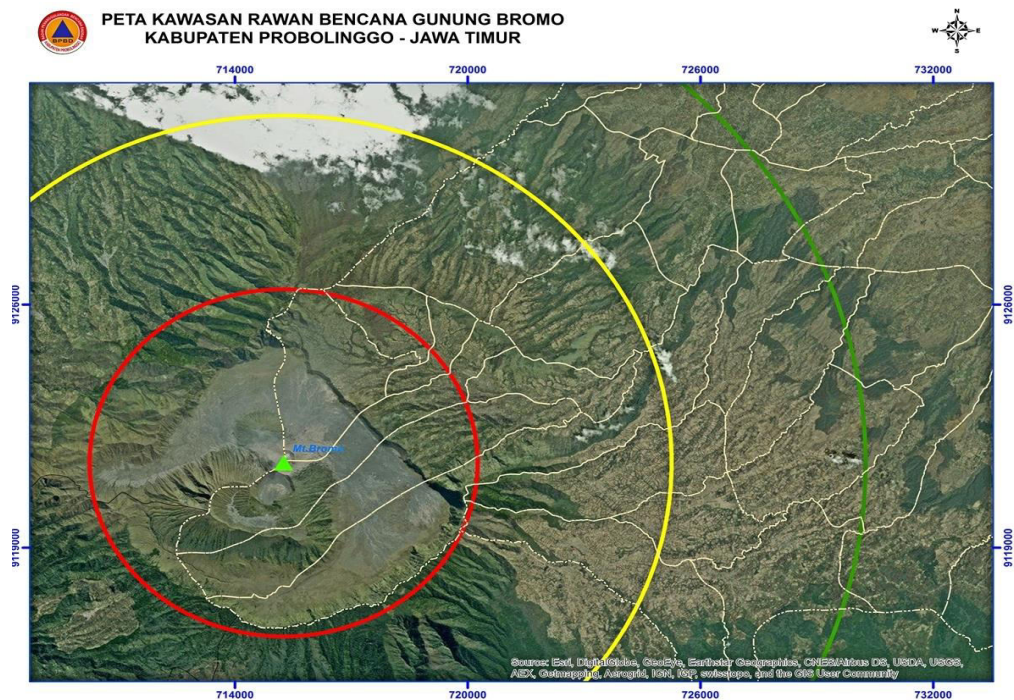 PETA KAWASAN RAWAN BENCANA GUNUNG BROMO
KABUPATEN PROBOLINGGO - JAWA TIMUR
BPBD
N
W E
S
714000 720000 726000 732000
9126000 9126000
Mt.Bromo
9119000 9119000
Source: Esri, DigitalGlobe, GeoEye, Earthstar Geographics, CNES/Airbus DS, USDA, USGS,
AEX, Getmapping, Aerogrid, IGN, IGP, swisstopo, and the GIS User Community
714000 720000 726000 732000